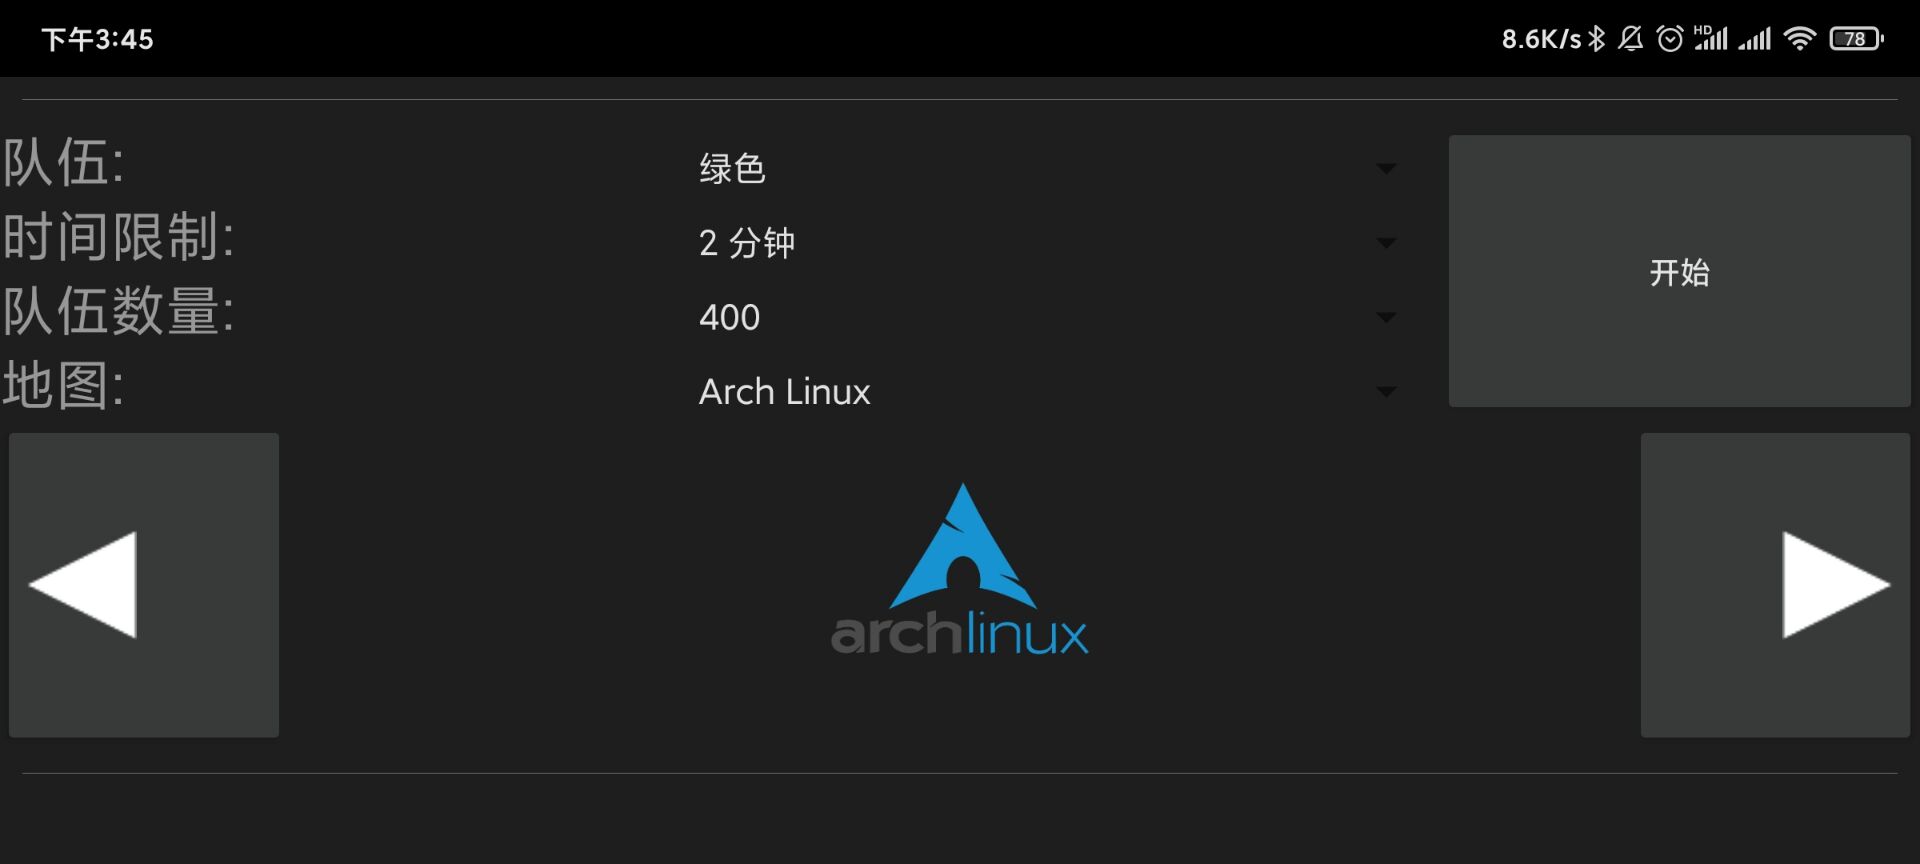 下午3:45
8.6K/s HD 78
队伍:
绿色
时间限制:
2 分钟
队伍数量:
400
地图:
Arch Linux
开始
archlinux